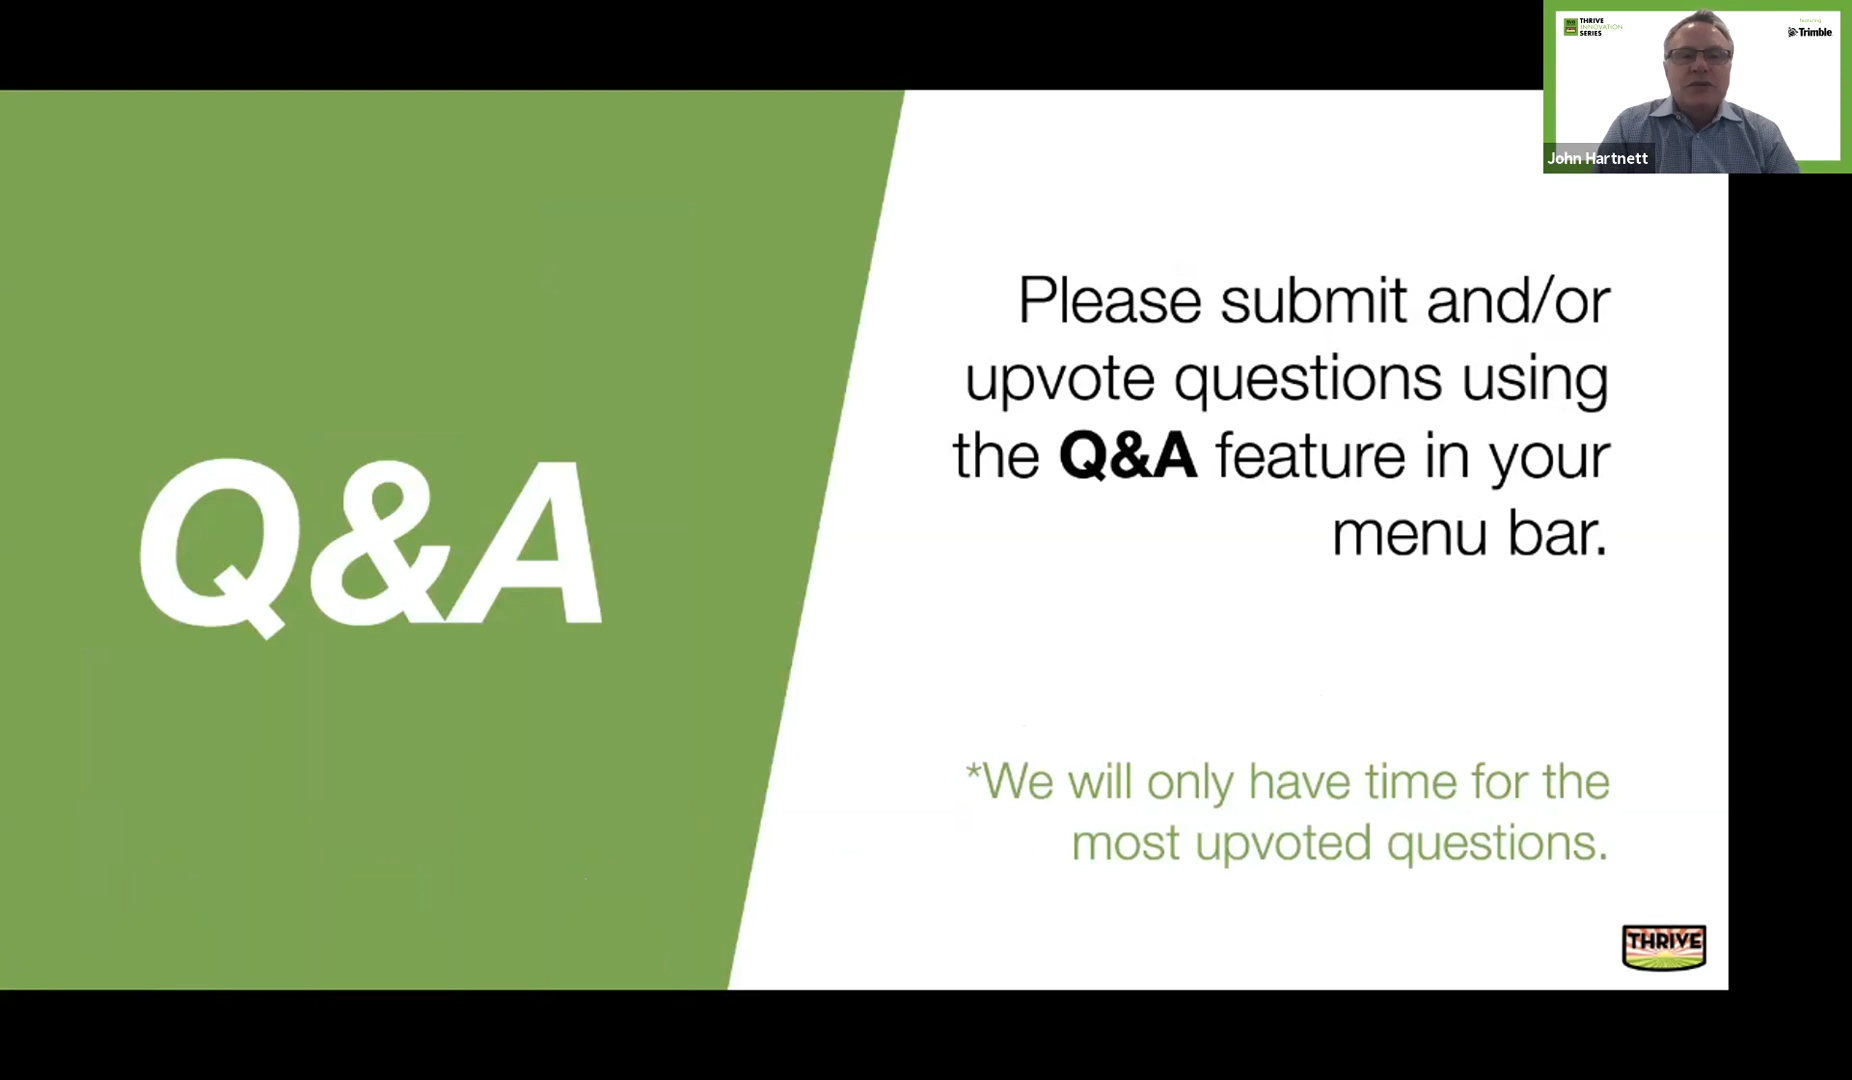 THRIVE
INNOVATION
SERIES
featuring
Trimble
John Hartnett
Q&A
Please submit and/or
upvote questions using
the Q&A feature in your
menu bar.
*We will only have time for the
most upvoted questions.
THRIVE